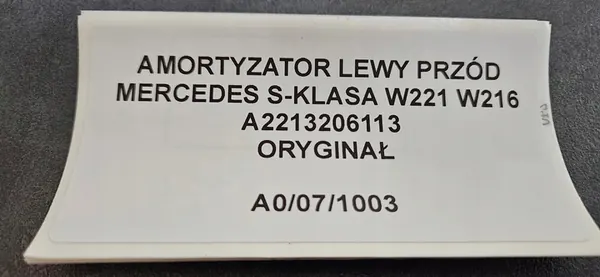 AMORTYZATOR LEWY PRZÓD
MERCEDES S-KLASA W221 W216
A2213206113
ORYGINAŁ
A0/07/1003